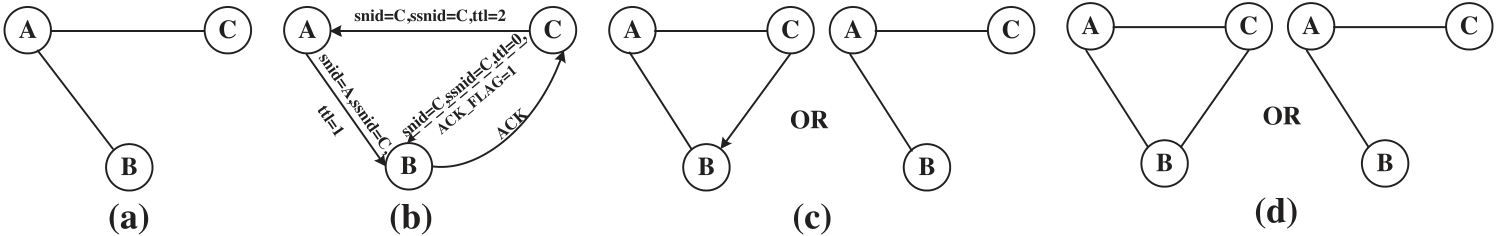 A
C
B
(a)
snid=C,ssnid=C,ttl=2
A
C
snid=A,ssnid=C,
ttl=1
snid=C,ssnid=C,ttl=0,
ACK_FLAG=1
ACK
B
(b)
A
C
B
OR
A
C
B
(c)
A
C
B
OR
A
C
B
(d)